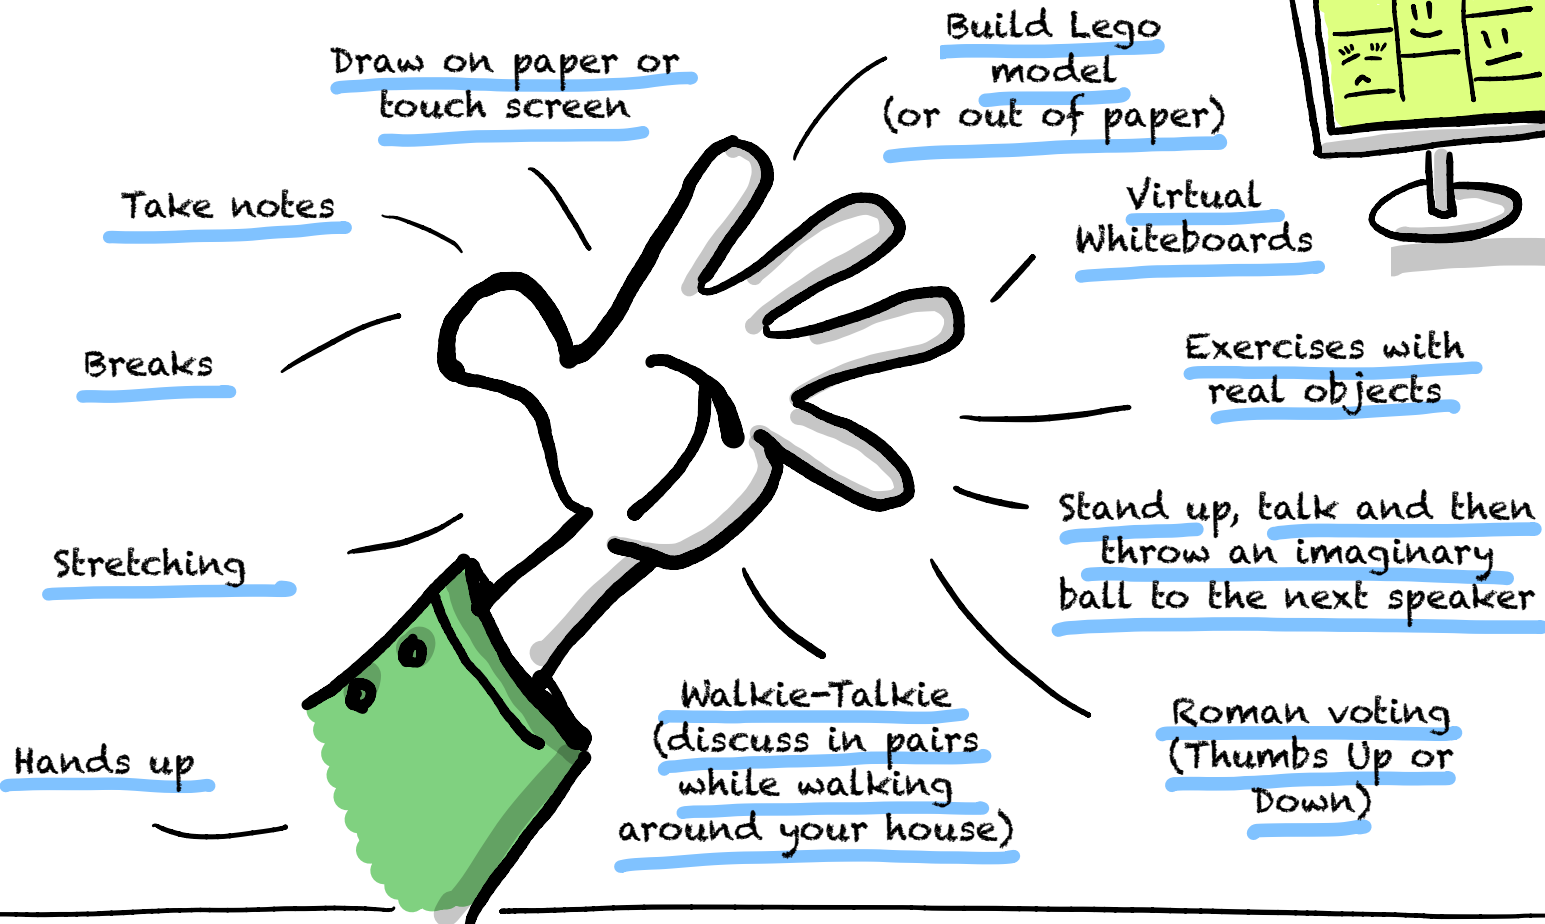 Draw on paper or
touch screen
Build Lego
model
(or out of paper)
Take notes
Virtual
Whiteboards
Breaks
Exercises with
real objects
Stretching
Stand up, talk and then
throw an imaginary
ball to the next speaker
Hands up
Walkie-Talkie
(discuss in pairs
while walking
around your house)
Roman voting
(Thumbs Up or
Down)